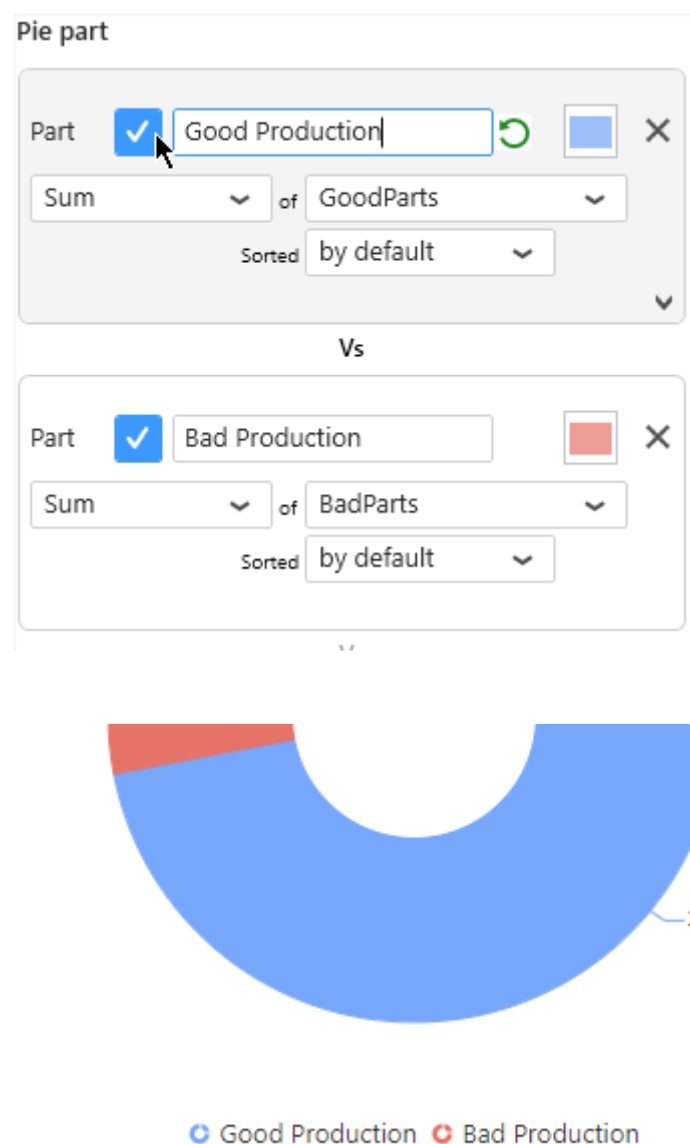 Pie part
Part Good Production
Sum of GoodParts
Sorted by default
Vs
Part Bad Production
Sum of BadParts
Sorted by default
Good Production Bad Production